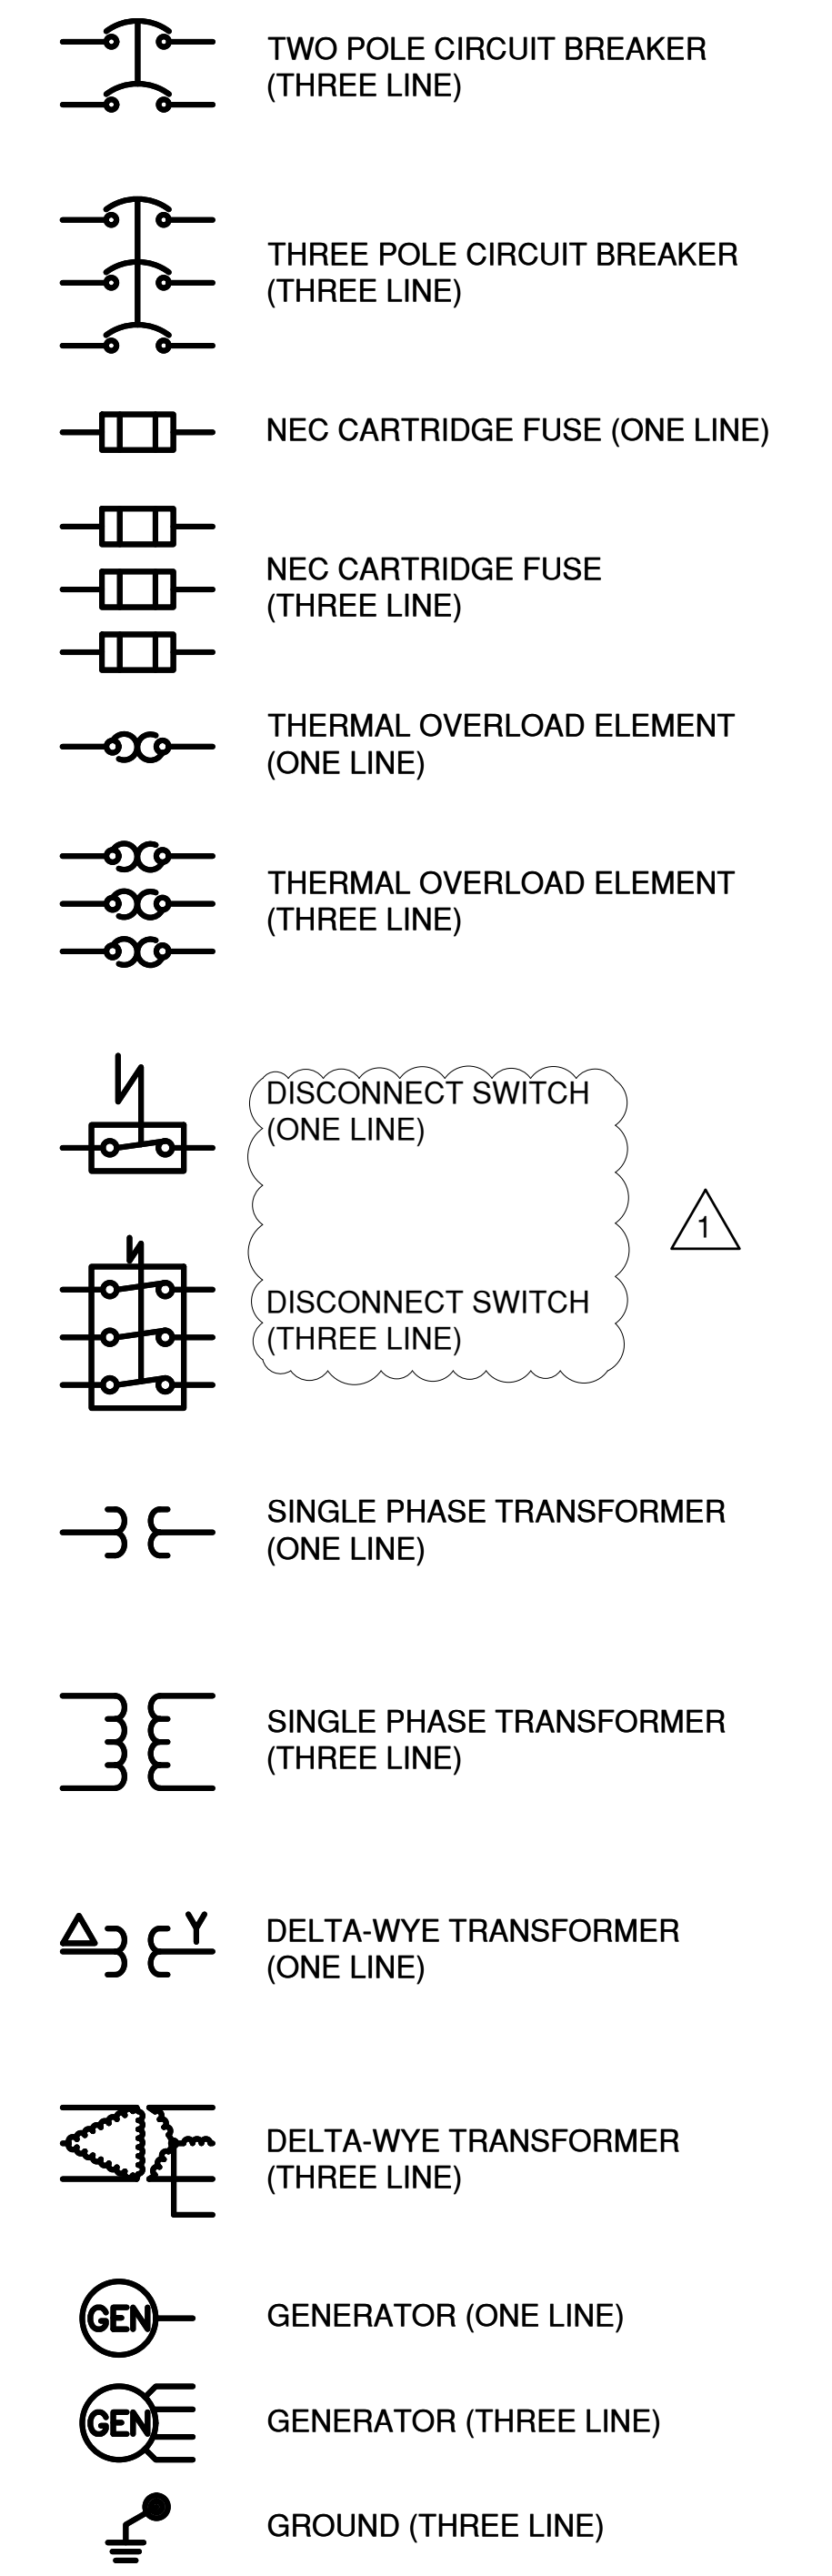 TWO POLE CIRCUIT BREAKER
(THREE LINE)
THREE POLE CIRCUIT BREAKER
(THREE LINE)
NEC CARTRIDGE FUSE (ONE LINE)
NEC CARTRIDGE FUSE
(THREE LINE)
THERMAL OVERLOAD ELEMENT
(ONE LINE)
THERMAL OVERLOAD ELEMENT
(THREE LINE)
DISCONNECT SWITCH
(ONE LINE)
1
DISCONNECT SWITCH
(THREE LINE)
SINGLE PHASE TRANSFORMER
(ONE LINE)
SINGLE PHASE TRANSFORMER
(THREE LINE)
Y
DELTA-WYE TRANSFORMER
(ONE LINE)
DELTA-WYE TRANSFORMER
(THREE LINE)
GEN
GENERATOR (ONE LINE)
GEN
GENERATOR (THREE LINE)
GROUND (THREE LINE)